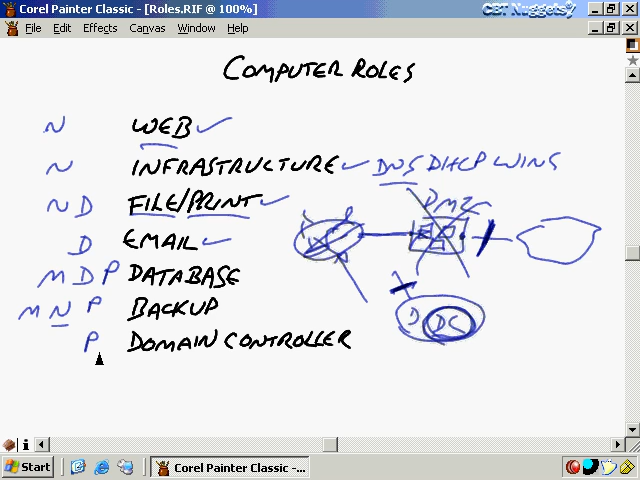 Corel Painter Classic - [Roles.RIF @ 100%] CBT Nuggets
File Edit Effects Canvas Window Help
COMPUTER ROLES
N WEB
N INFRASTRUCTURE DNS DHCP WINS
N D FILE/PRINT DMZ
D EMAIL
M D P DATABASE
M N P BACKUP D DC
P DOMAIN CONTROLLER
Start Corel Painter Classic -...